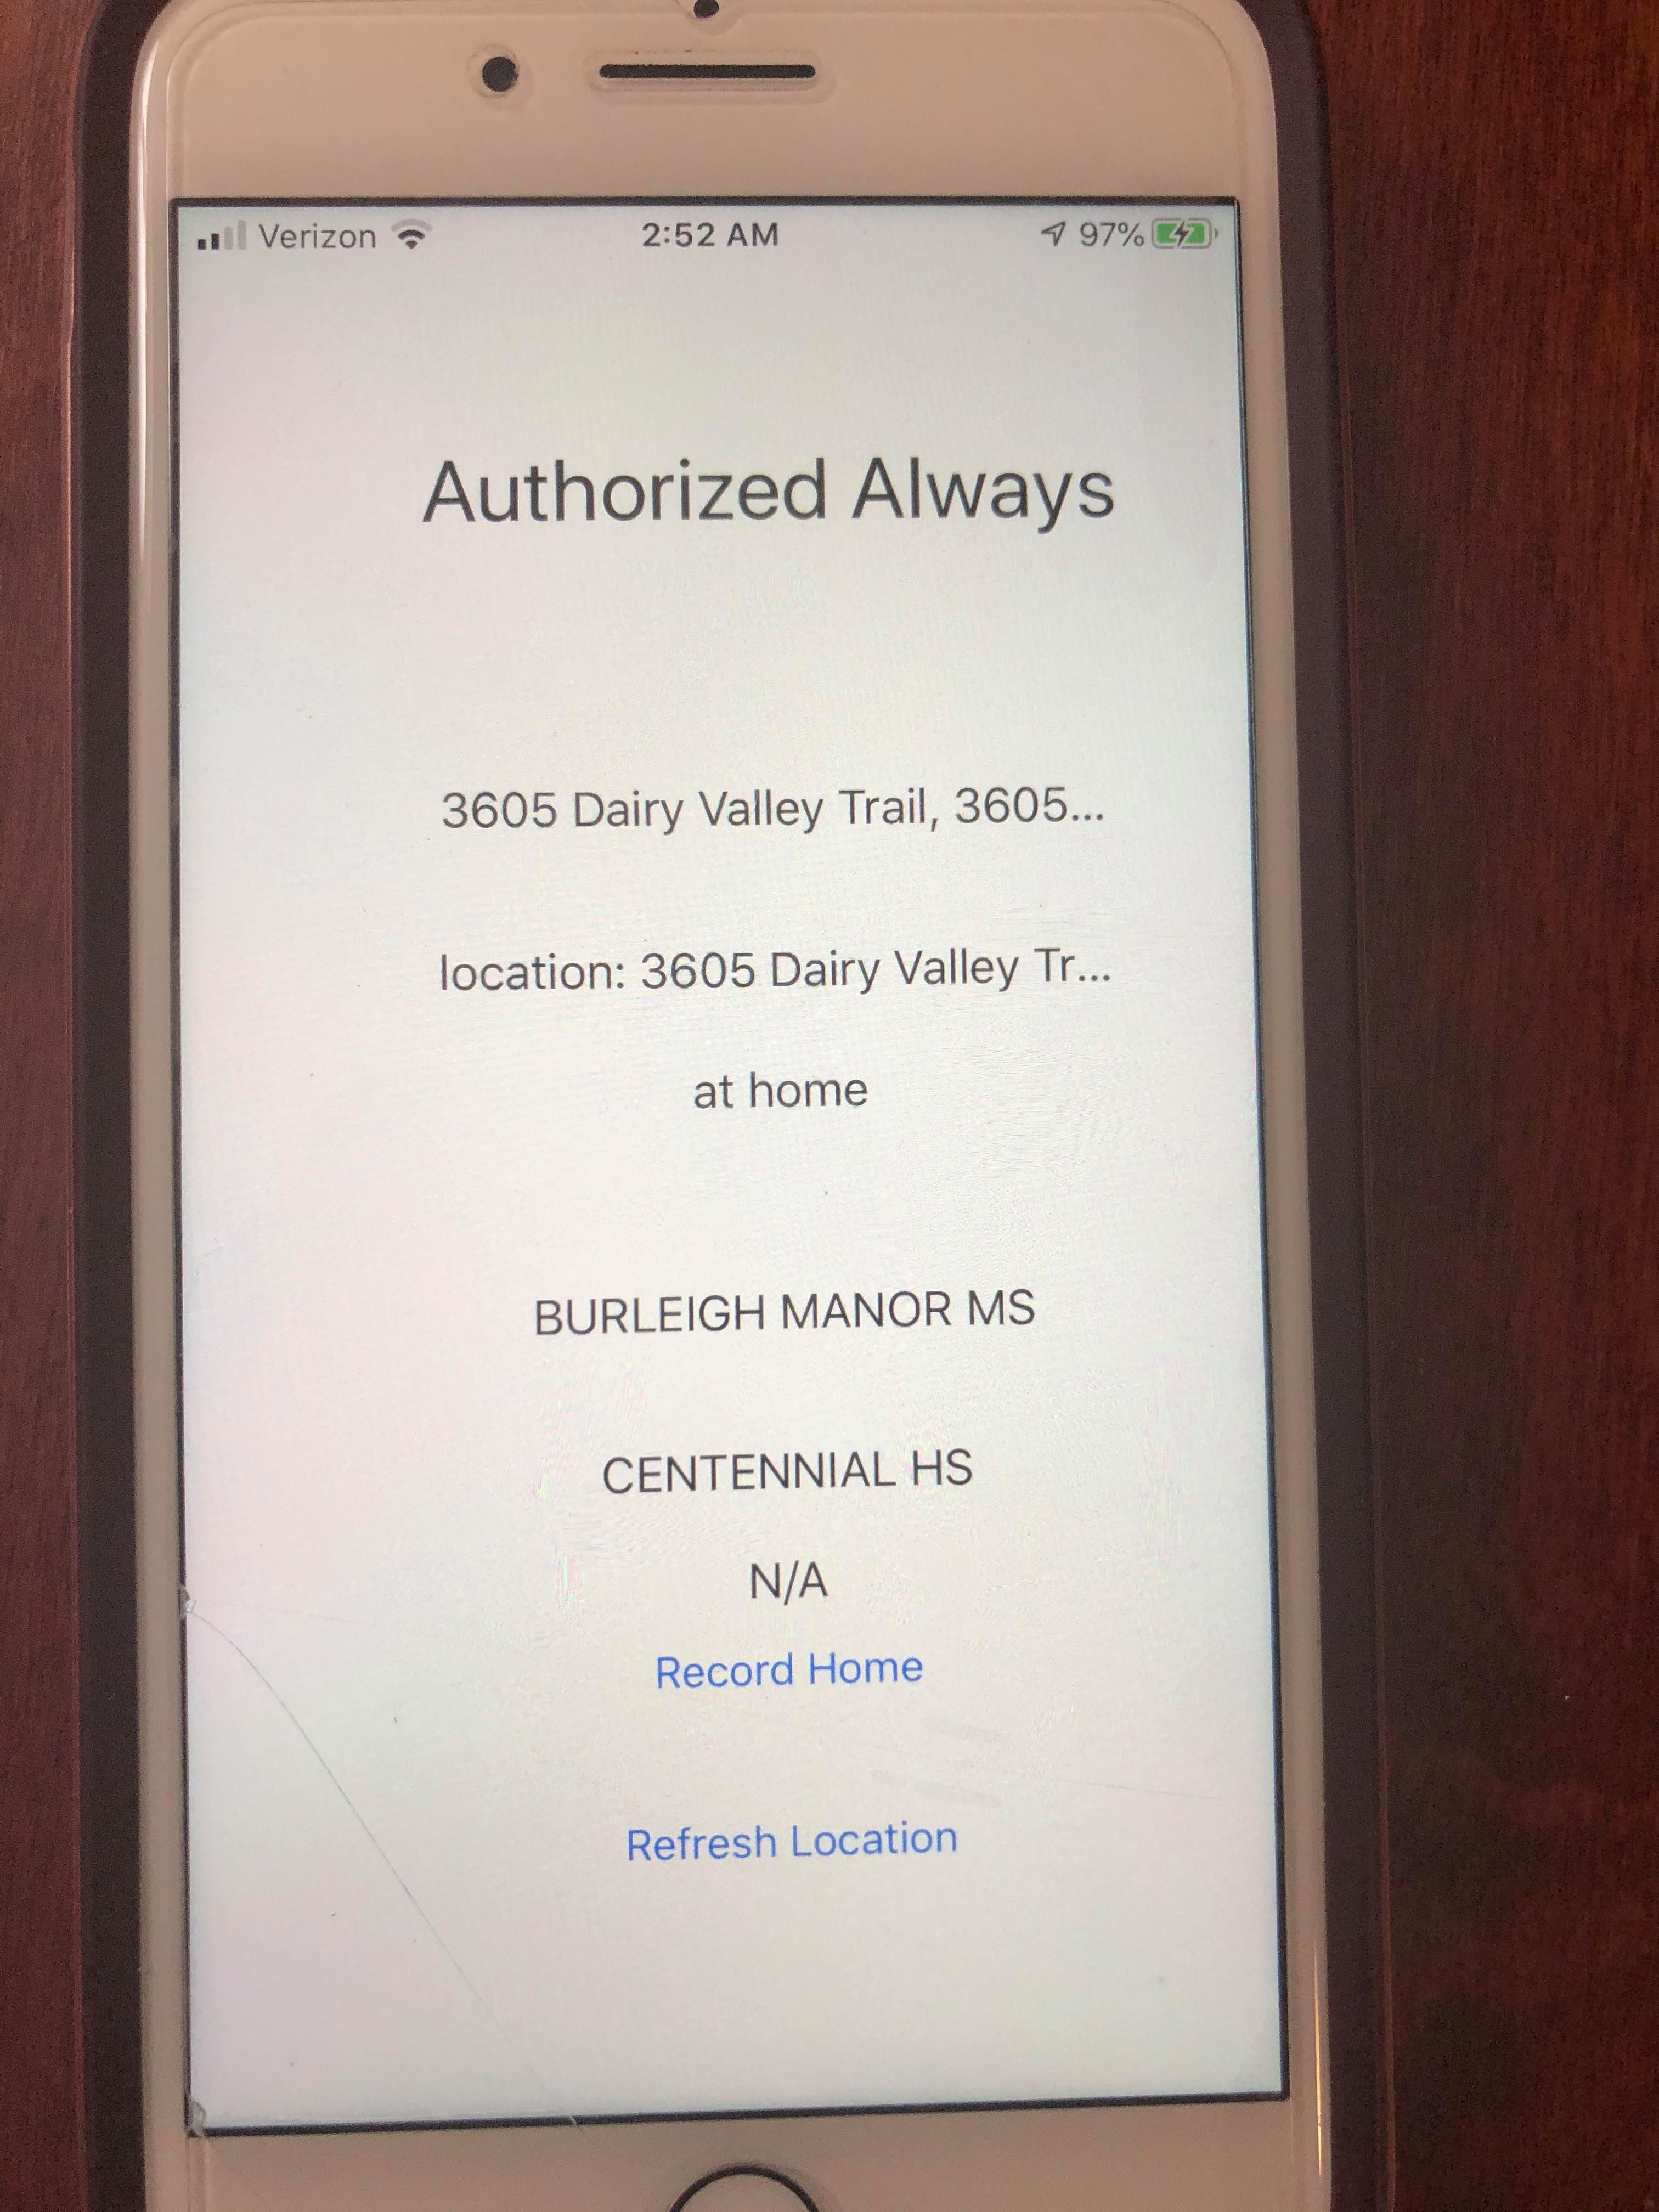 Verizon 2:52 AM 97%
Authorized Always
3605 Dairy Valley Trail, 3605...
location: 3605 Dairy Valley Tr...
at home
BURLEIGH MANOR MS
CENTENNIAL HS
N/A
Record Home
Refresh Location